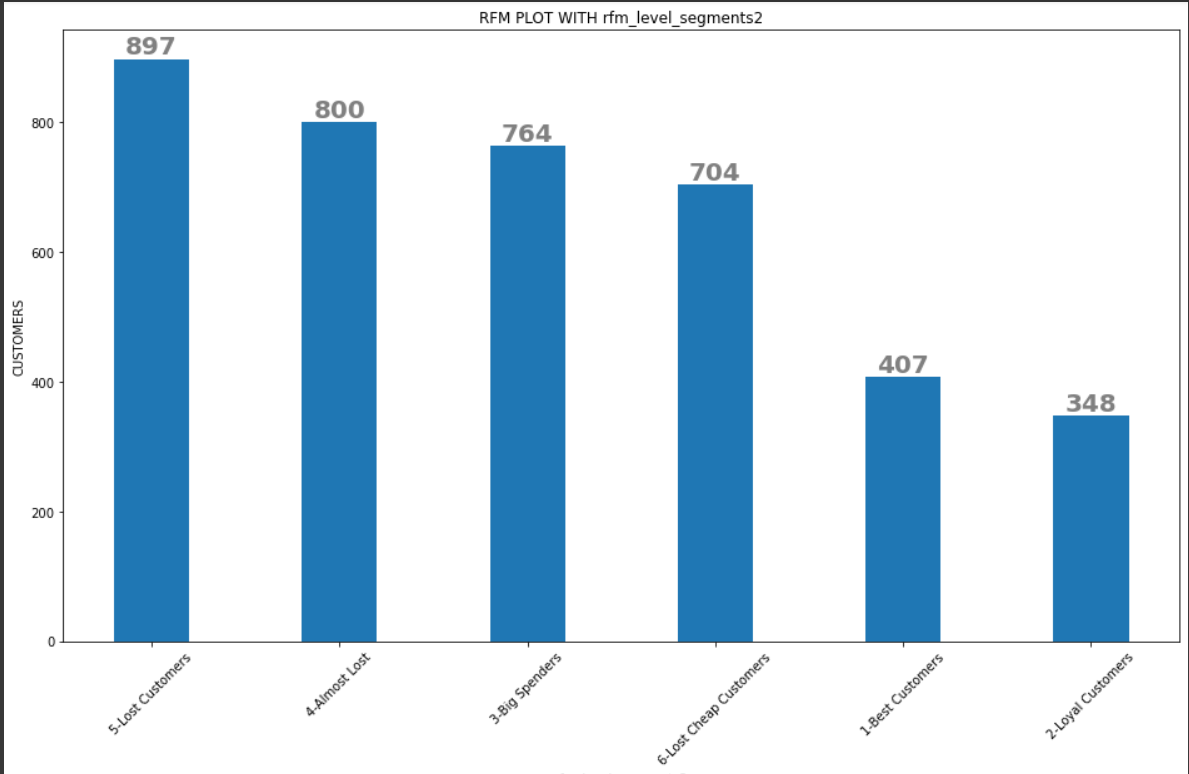 RFM PLOT WITH rfm_level_segments2
CUSTOMERS
800
600
400
200
0
897
800
764
704
407
348
5-Lost Customers
4-Almost Lost
3-Big Spenders
6-Lost Cheap Customers
1-Best Customers
2-Loyal Customers